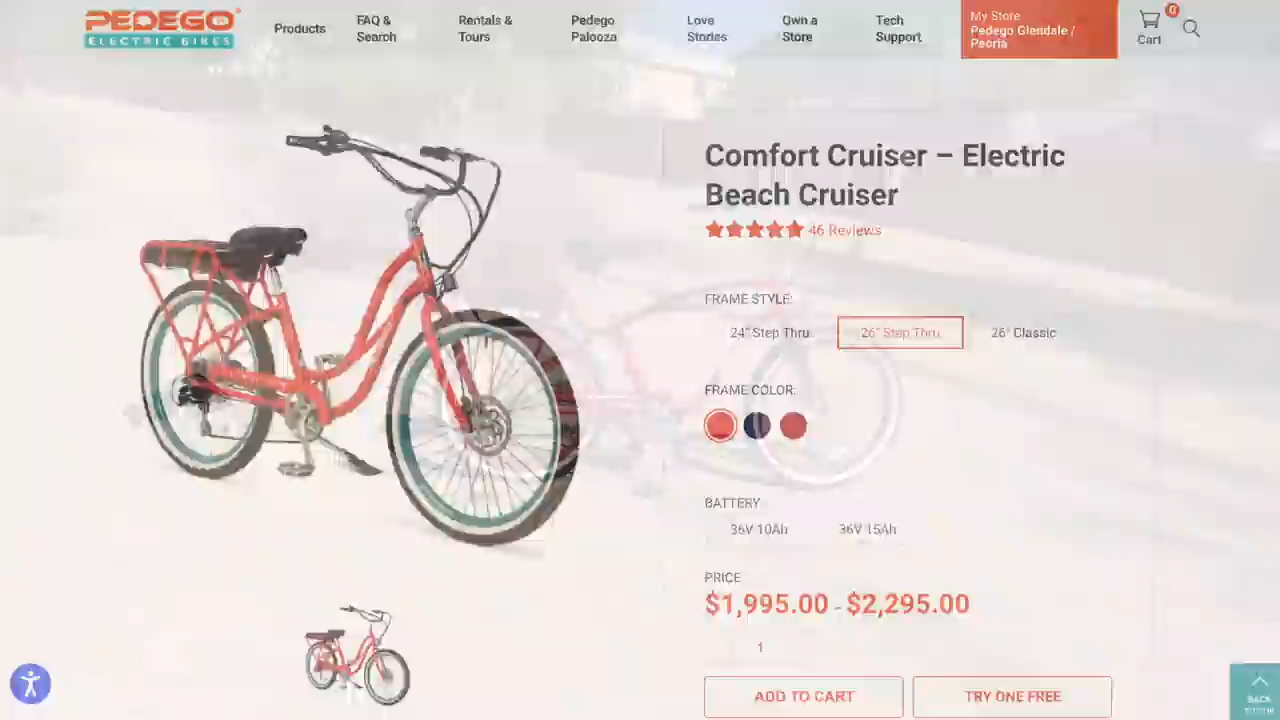 PEDEGO
ELECTRIC BIKES
Products
FAQ &
Search
Rentals &
Tours
Pedego
Palooza
Love
Stories
Own a
Store
Tech
Support
My Store
Pedego Glendale /
Peoria
0
Cart
Comfort Cruiser – Electric
Beach Cruiser
46 Reviews
FRAME STYLE:
24" Step Thru
26" Step Thru
26" Classic
FRAME COLOR:
BATTERY
36V 10Ah
36V 15Ah
PRICE
$1,995.00 - $2,295.00
1
ADD TO CART
TRY ONE FREE
BACK